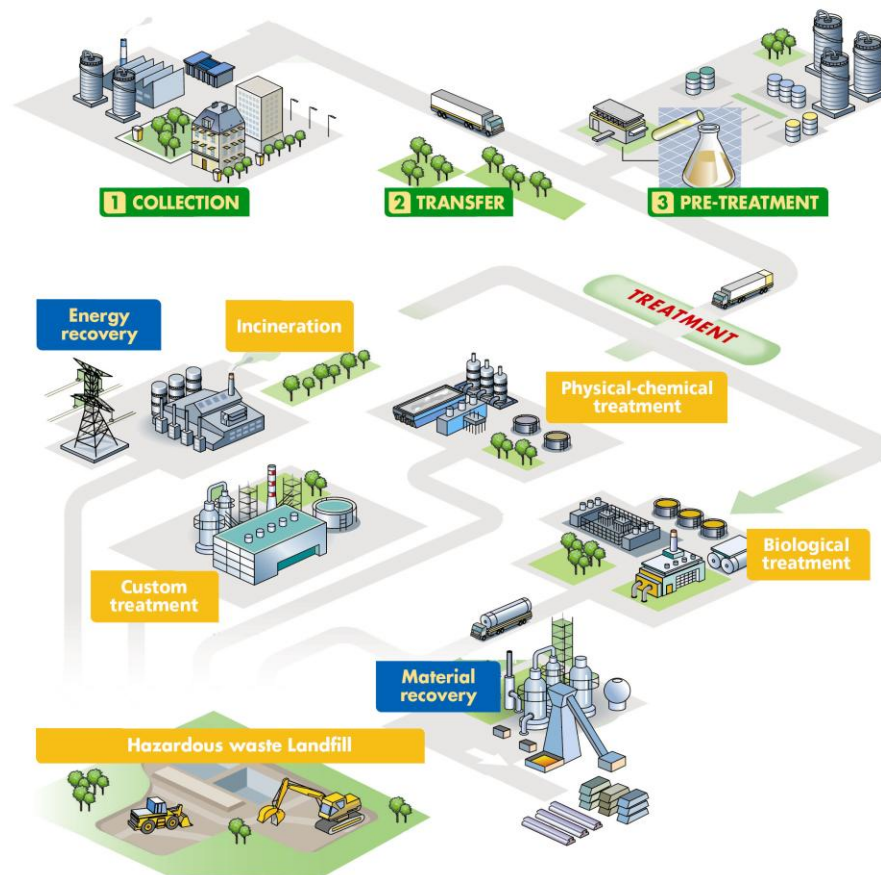 1 COLLECTION
2 TRANSFER
3 PRE-TREATMENT
TREATMENT
Energy
recovery
Incineration
Physical-chemical
treatment
Custom
treatment
Biological
treatment
Material
recovery
Hazardous waste Landfill